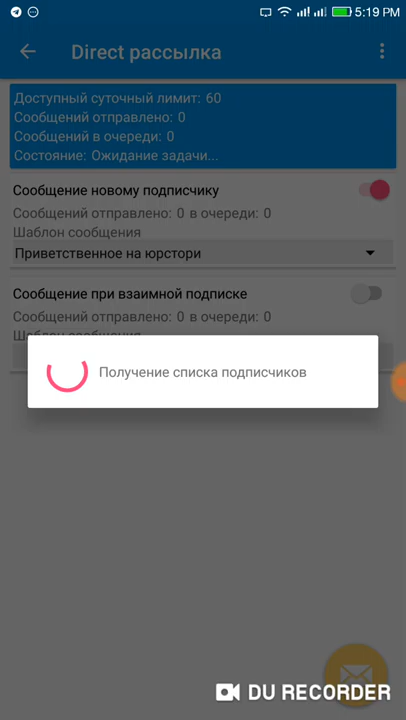 5:19 PM
Direct рассылка
Доступный суточный лимит: 60
Сообщений отправлено: 0
Сообщений в очереди: 0
Состояние: Ожидание задачи...
Сообщение новому подписчику
Сообщений отправлено: 0 в очереди: 0
Шаблон сообщения
Приветственное на юрстори
Сообщение при взаимной подписке
Сообщений отправлено: 0 в очереди: 0
Шаблон сообщения
Получение списка подписчиков
DU RECORDER